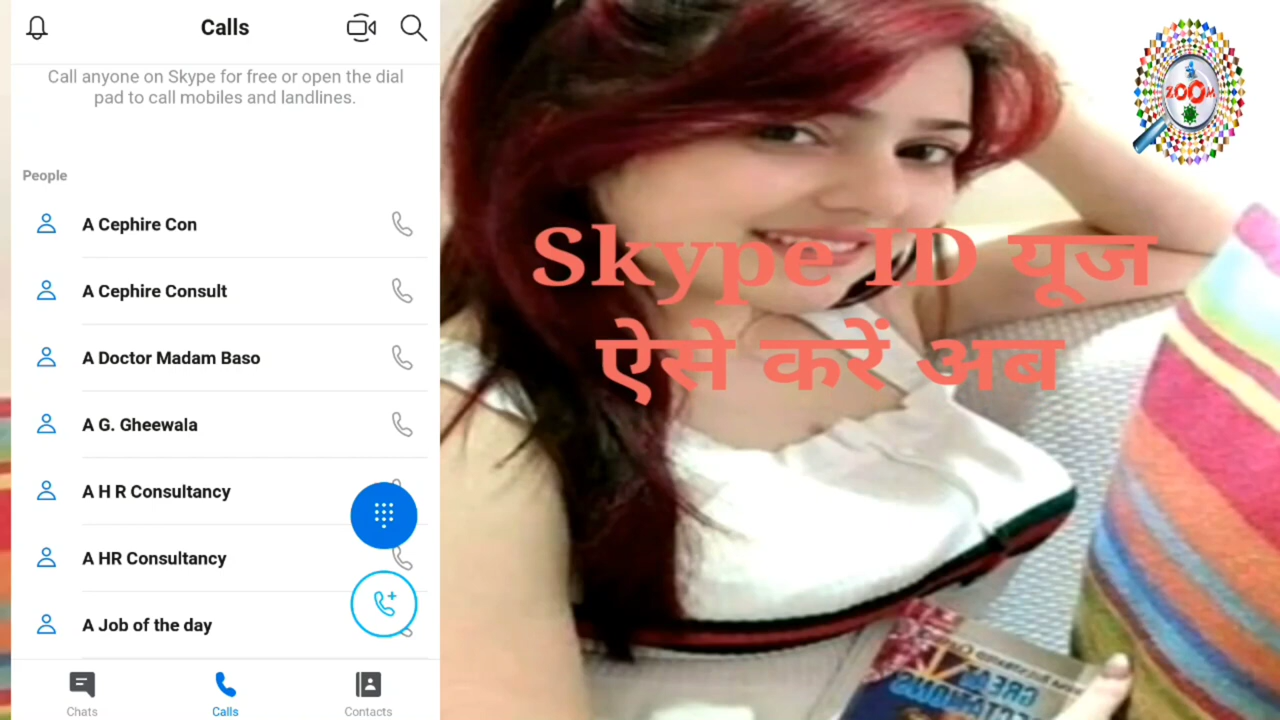 Calls
Call anyone on Skype for free or open the dial
pad to call mobiles and landlines.
People
A Cephire Con
A Cephire Consult
A Doctor Madam Baso
A G. Gheewala
A H R Consultancy
A HR Consultancy
A Job of the day
Chats
Calls
Contacts
Skype ID यूज
ऐसे करें अब
ZOOM
GREAT